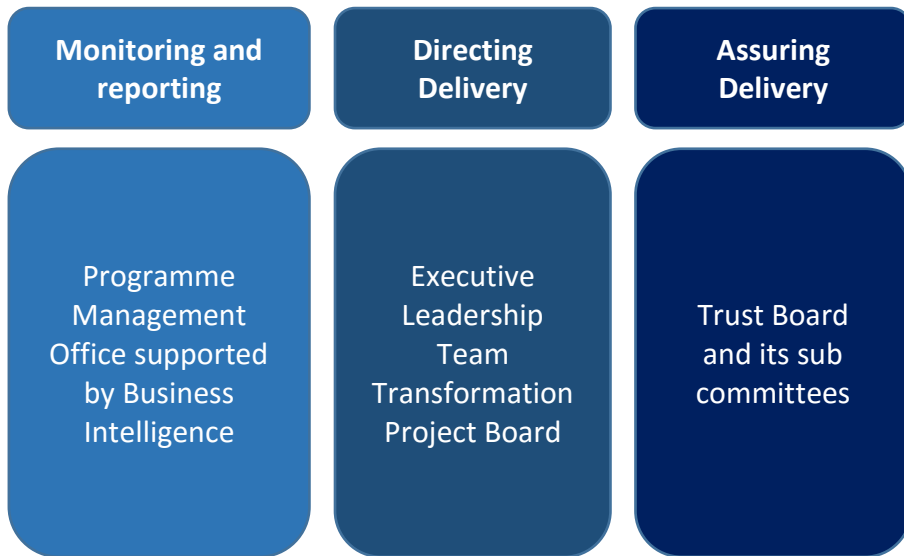 Monitoring and
reporting
Directing
Delivery
Assuring
Delivery
Programme
Management
Office supported
by Business
Intelligence
Executive
Leadership
Team
Transformation
Project Board
Trust Board
and its sub
committees